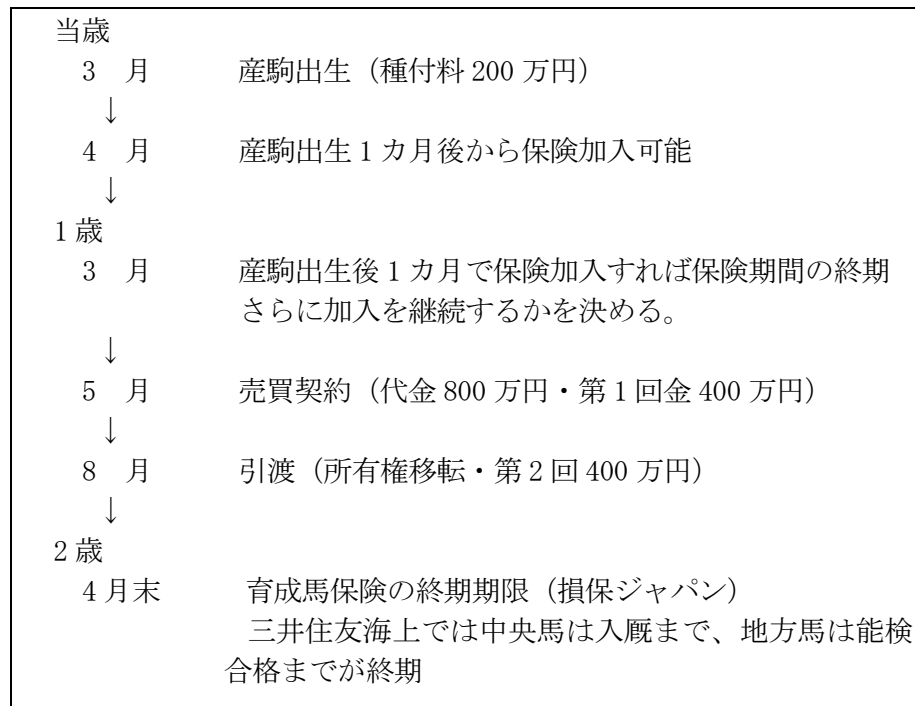 当歳
3 月 産駒出生（種付料 200 万円）
↓
4 月 産駒出生 1 カ月後から保険加入可能
↓
1 歳
3 月 産駒出生後 1 カ月で保険加入すれば保険期間の終期
さらに加入を継続するかを決める。
↓
5 月 売買契約（代金 800 万円・第 1 回金 400 万円）
↓
8 月 引渡（所有権移転・第 2 回 400 万円）
↓
2 歳
4 月末 育成馬保険の終期期限（損保ジャパン）
三井住友海上では中央馬は入厩まで、地方馬は能検
合格までが終期